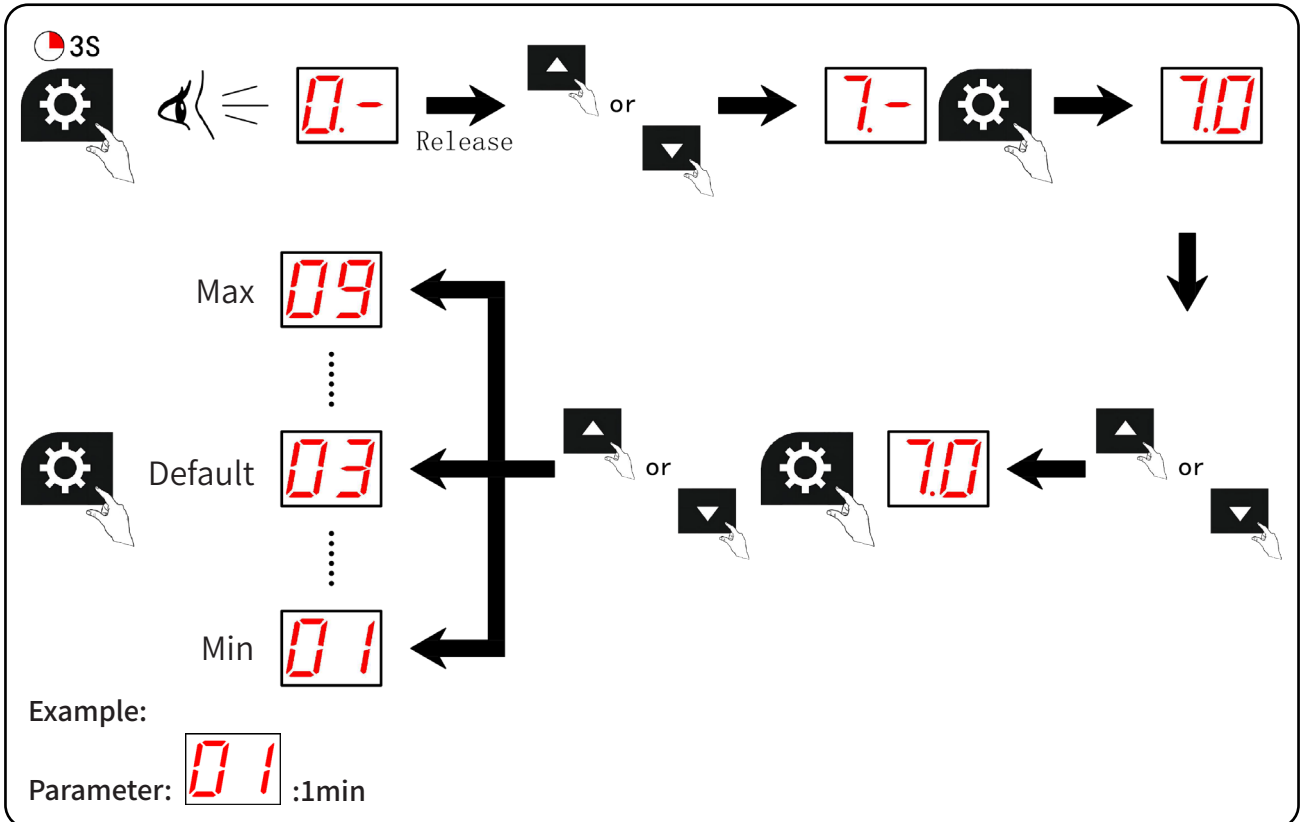 3S
0.-
Release
or
7.-
7.0
Max 09
or
7.0
or
Default 03
Min 01
Example:
Parameter: 01 :1min